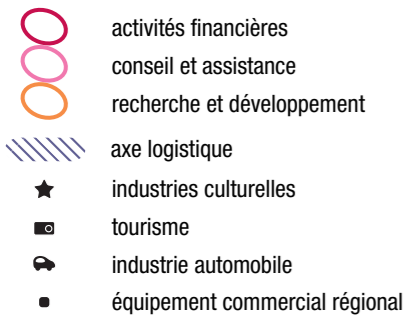 activités financières
conseil et assistance
recherche et développement
axe logistique
industries culturelles
tourisme
industrie automobile
équipement commercial régional